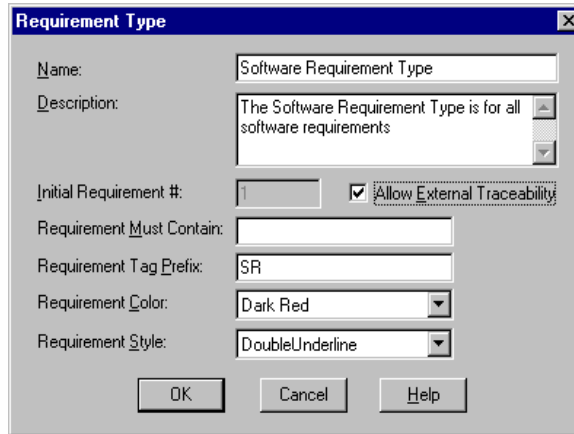 Requirement Type
Name: Software Requirement Type
Description: The Software Requirement Type is for all
software requirements
Initial Requirement #: 1 Allow External Traceability
Requirement Must Contain:
Requirement Tag Prefix: SR
Requirement Color: Dark Red
Requirement Style: DoubleUnderline
OK Cancel Help